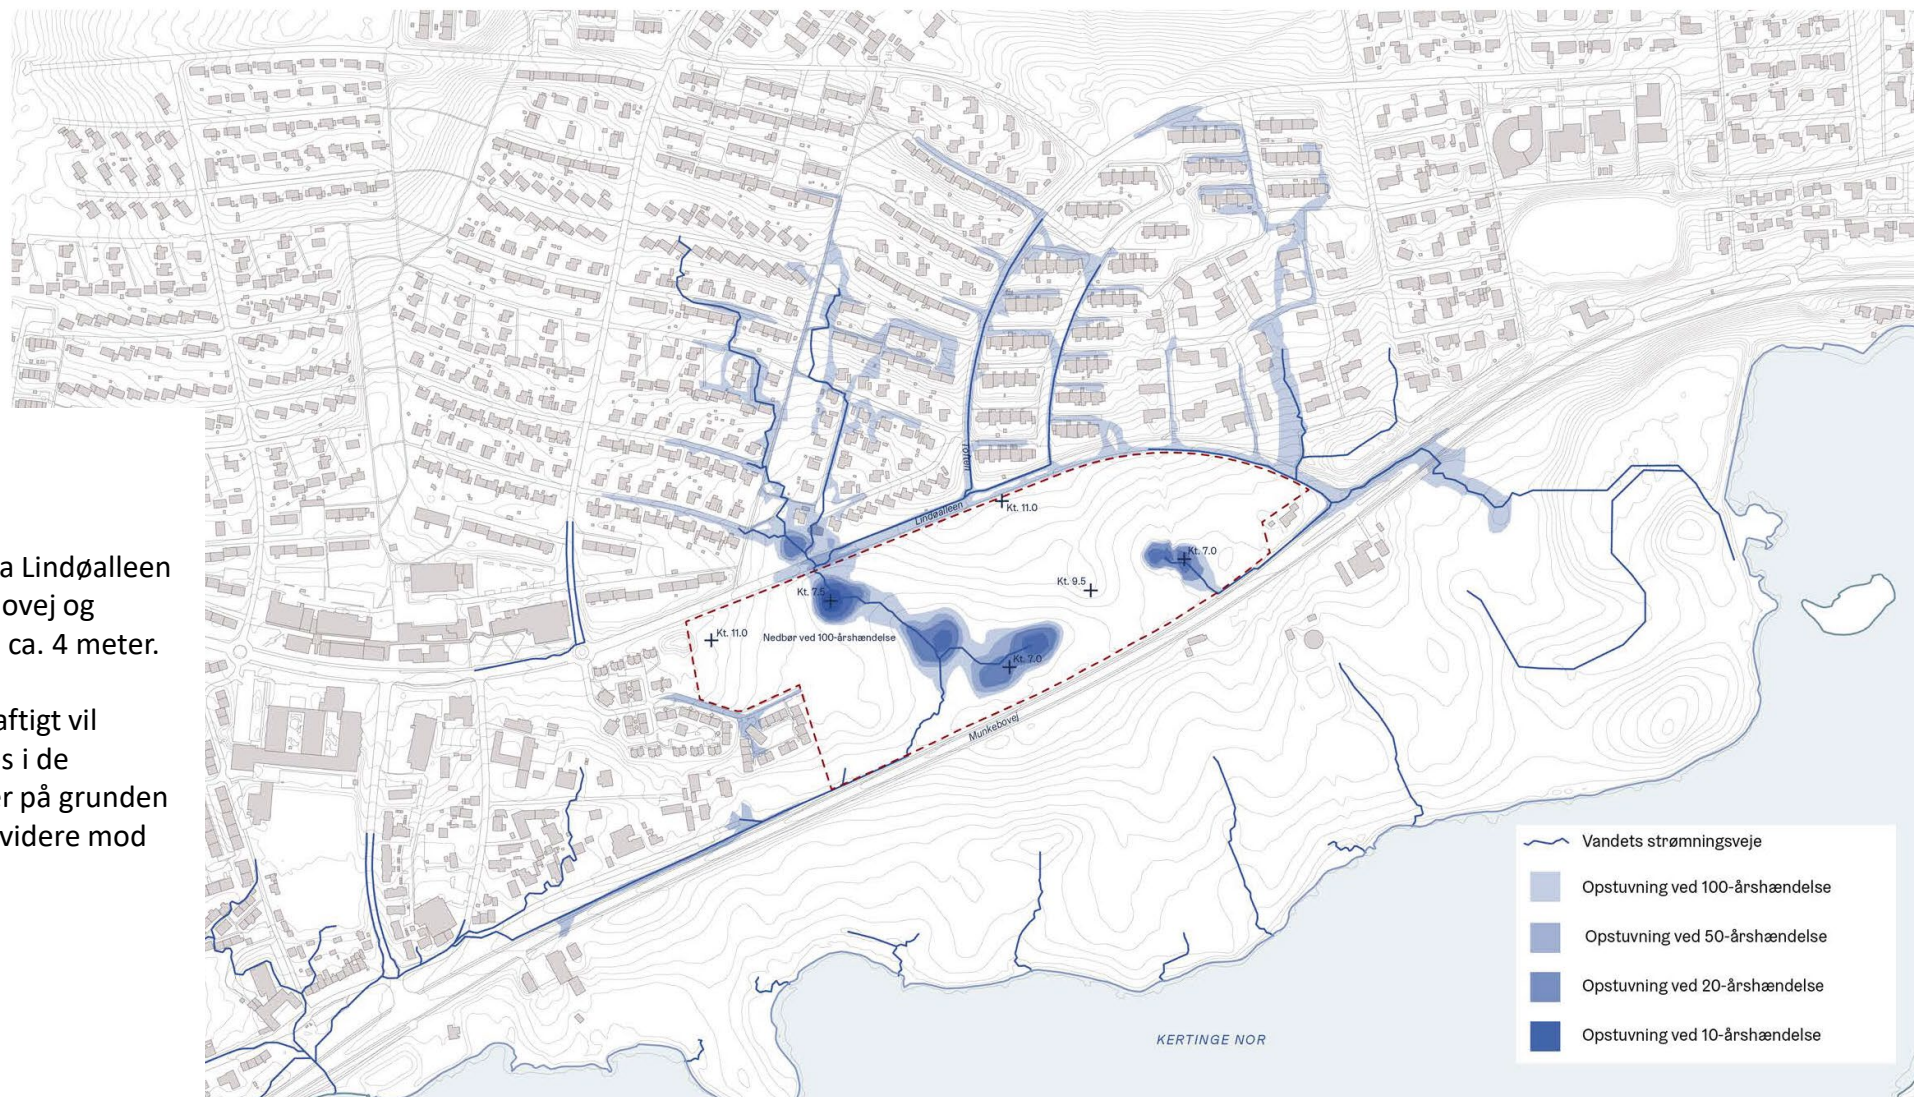 a Lindøalleen
ovej og
ca. 4 meter.
aftigt vil
s i de
er på grunden
videre mod
Toften
Lindøalleen
Kt. 11.0
Kt. 7.0
Kt. 9.5
Kt. 7.5
Kt. 11.0
Nedbør ved 100-årshændelse
Kt. 7.0
Munkebovej
Vandets strømningsveje
Opstuvning ved 100-årshændelse
Opstuvning ved 50-årshændelse
Opstuvning ved 20-årshændelse
Opstuvning ved 10-årshændelse
KERTINGE NOR